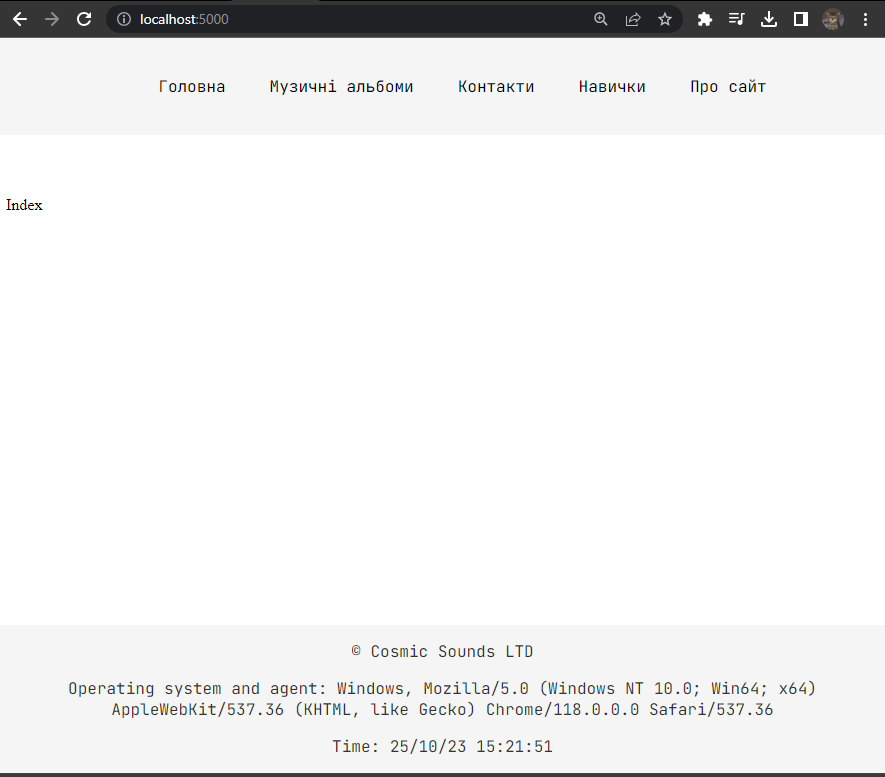 localhost:5000
Головна Музичні альбоми Контакти Навички Про сайт
Index
© Cosmic Sounds LTD
Operating system and agent: Windows, Mozilla/5.0 (Windows NT 10.0; Win64; x64)
AppleWebKit/537.36 (KHTML, like Gecko) Chrome/118.0.0.0 Safari/537.36
Time: 25/10/23 15:21:51